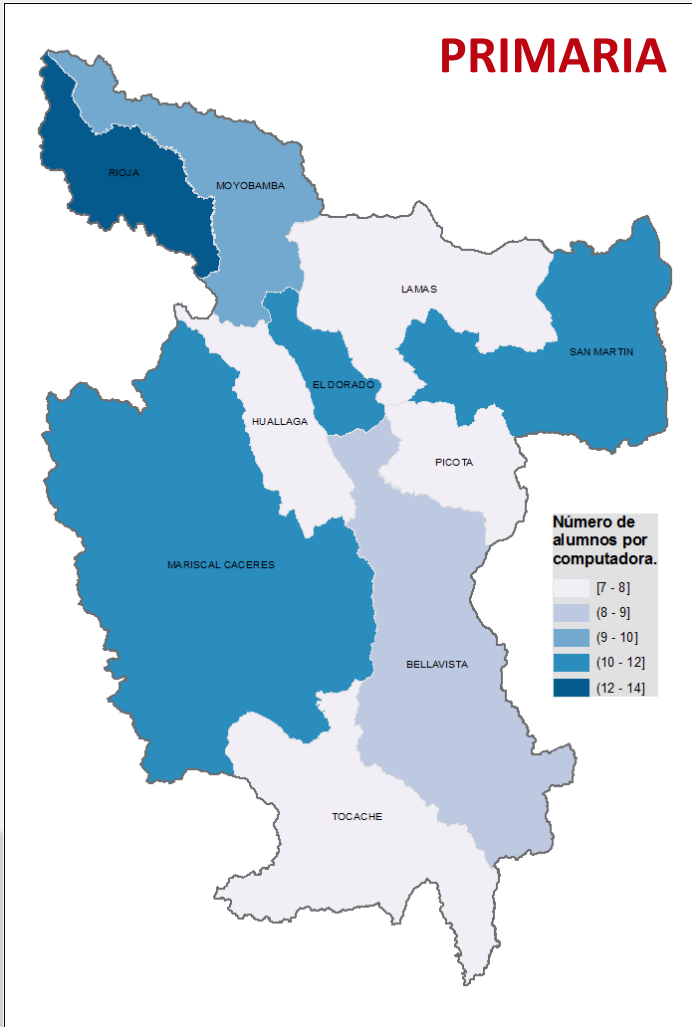 PRIMARIA
RIOJA
MOYOBAMBA
LAMAS
SAN MARTIN
EL DORADO
HUALLAGA
PICOTA
MARISCAL CACERES
BELLAVISTA
TOCACHE
Número de
alumnos por
computadora.
[7 - 8]
(8 - 9]
(9 - 10]
(10 - 12]
(12 - 14]